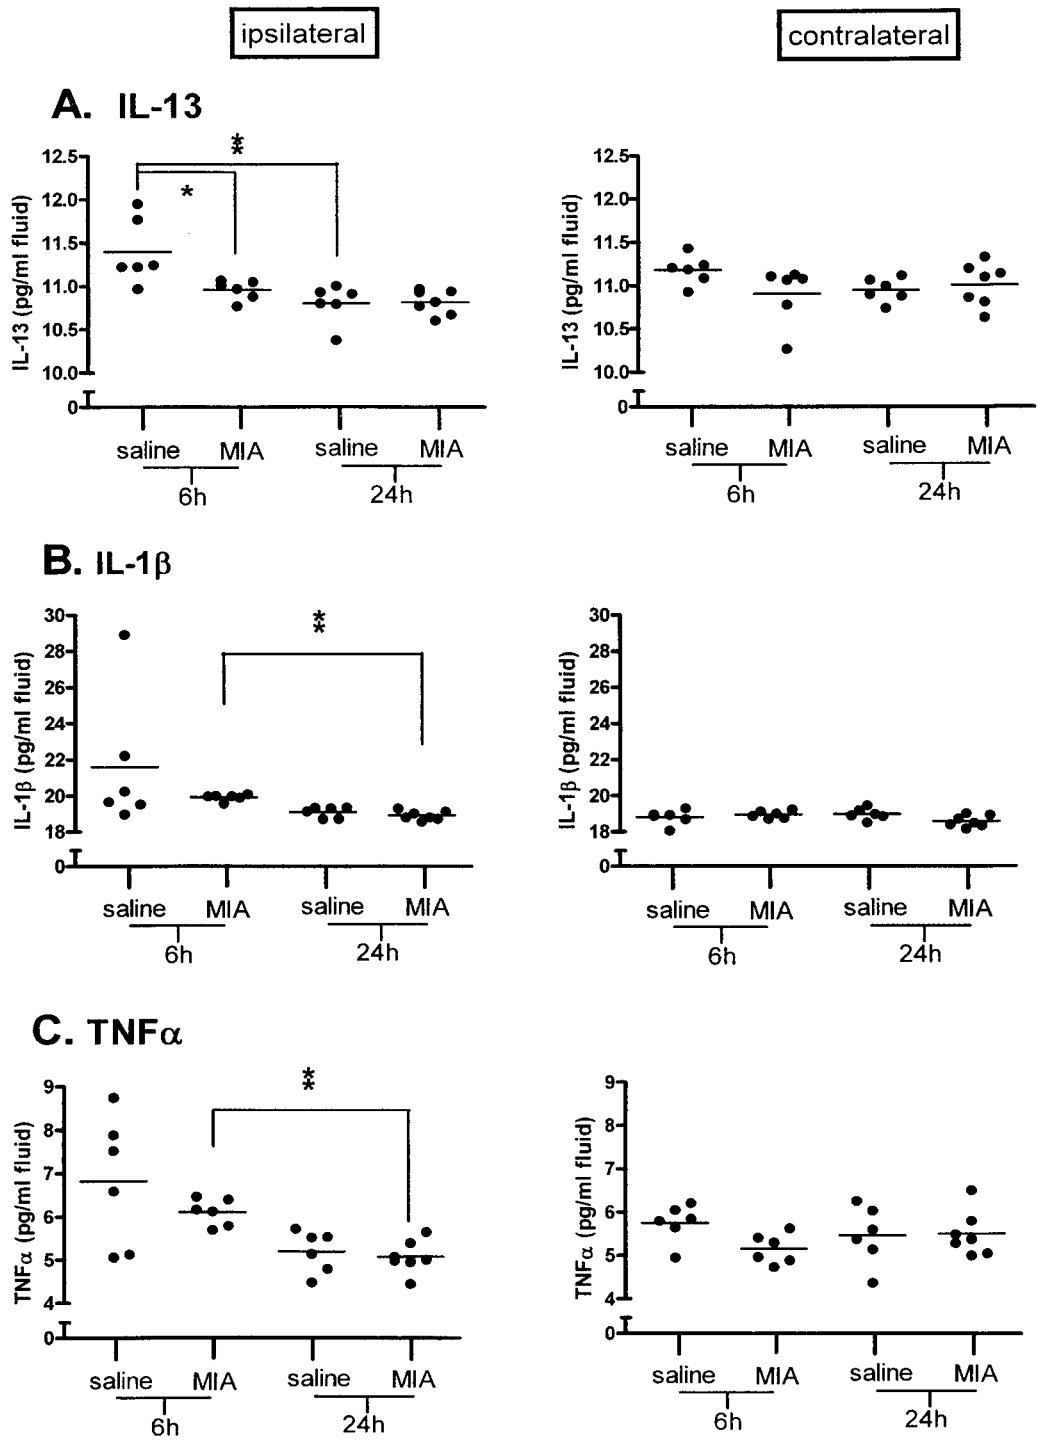 ipsilateral contralateral
A. IL-13
IL-13 (pg/ml fluid)
12.5
12.0
11.5
11.0
10.5
10.0
0
*
*
*
saline MIA saline MIA
6h 24h
IL-13 (pg/ml fluid)
12.5
12.0
11.5
11.0
10.5
10.0
0
saline MIA saline MIA
6h 24h
B. IL-1β
IL-1β (pg/ml fluid)
30
28
26
24
22
20
18
0
*
*
saline MIA saline MIA
6h 24h
IL-1β (pg/ml fluid)
30
28
26
24
22
20
18
0
saline MIA saline MIA
6h 24h
C. TNFα
TNFα (pg/ml fluid)
9
8
7
6
5
4
0
*
*
saline MIA saline MIA
6h 24h
TNFα (pg/ml fluid)
9
8
7
6
5
4
0
saline MIA saline MIA
6h 24h